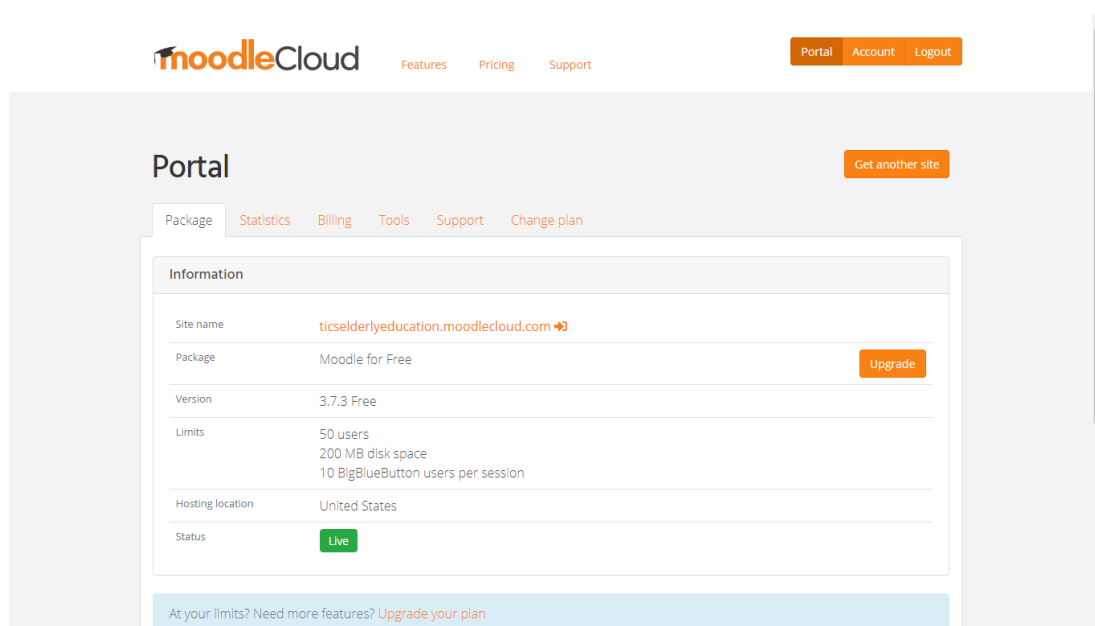 moodleCloud
Features Pricing Support
Portal Account Logout
Portal
Get another site
Package Statistics Billing Tools Support Change plan
Information
Site name ticselderlyeducation.moodlecloud.com
Package Moodle for Free Upgrade
Version 3.7.3 Free
Limits 50 users
200 MB disk space
10 BigBlueButton users per session
Hosting location United States
Status Live
At your limits? Need more features? Upgrade your plan